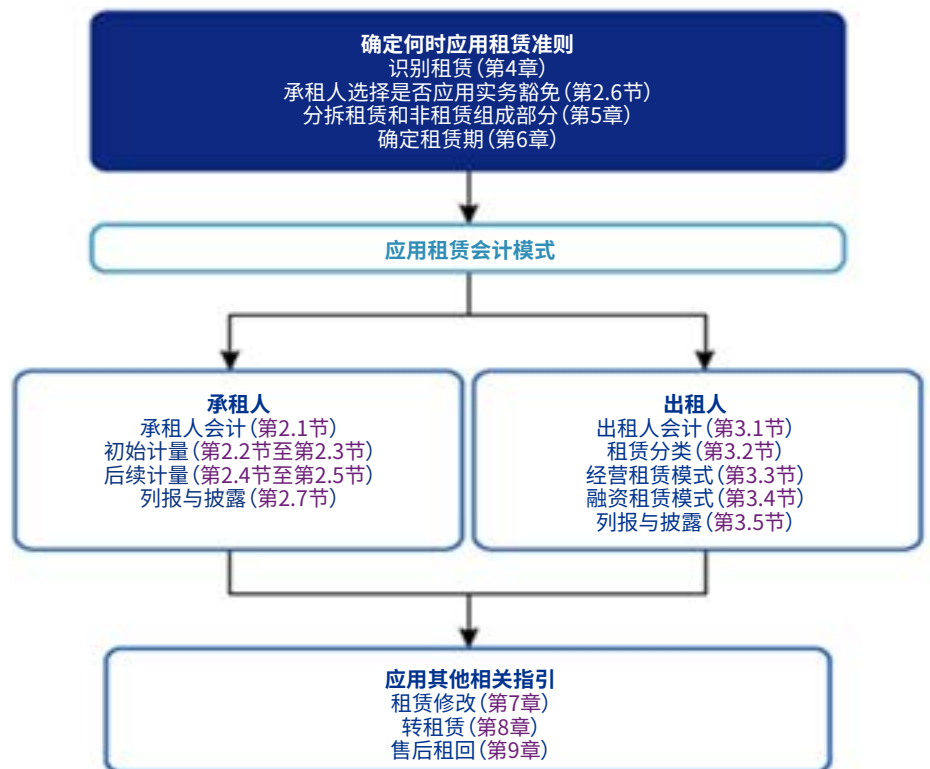 确定何时应用租赁准则
识别租赁(第4章)
承租人选择是否应用实务豁免(第2.6节)
分拆租赁和非租赁组成部分(第5章)
确定租赁期(第6章)
应用租赁会计模式
承租人
承租人会计(第2.1节)
初始计量(第2.2节至第2.3节)
后续计量(第2.4节至第2.5节)
列报与披露(第2.7节)
出租人
出租人会计(第3.1节)
租赁分类(第3.2节)
经营租赁模式(第3.3节)
融资租赁模式(第3.4节)
列报与披露(第3.5节)
应用其他相关指引
租赁修改(第7章)
转租赁(第8章)
售后租回(第9章)